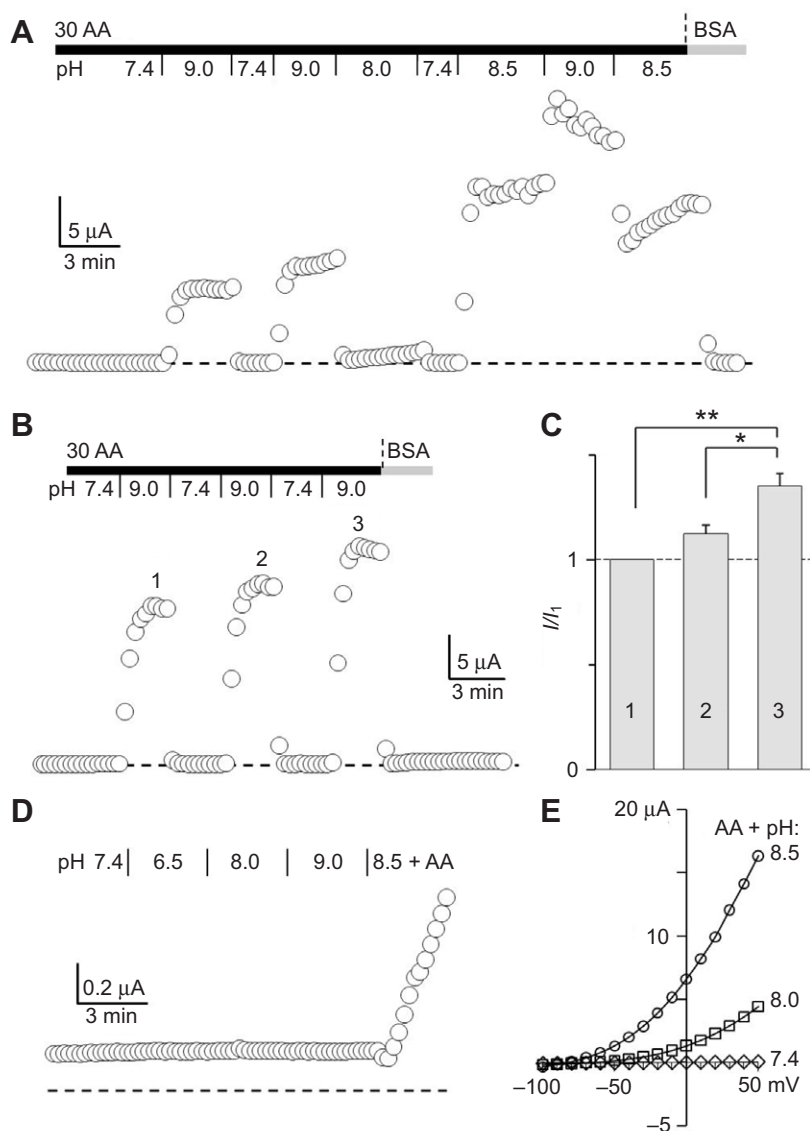 A
30 AA
BSA
pH 7.4 9.0 7.4 9.0 8.0 7.4 8.5 9.0 8.5
5 µA
3 min
B
30 AA
BSA
pH 7.4 9.0 7.4 9.0 7.4 9.0
1
2
3
5 µA
3 min
C
**
*
I/I1
1
0
1
2
3
D
pH 7.4 6.5 8.0 9.0 8.5 + AA
0.2 µA
3 min
E
20 µA
AA + pH:
8.5
10
8.0
7.4
–100
–50
50 mV
–5